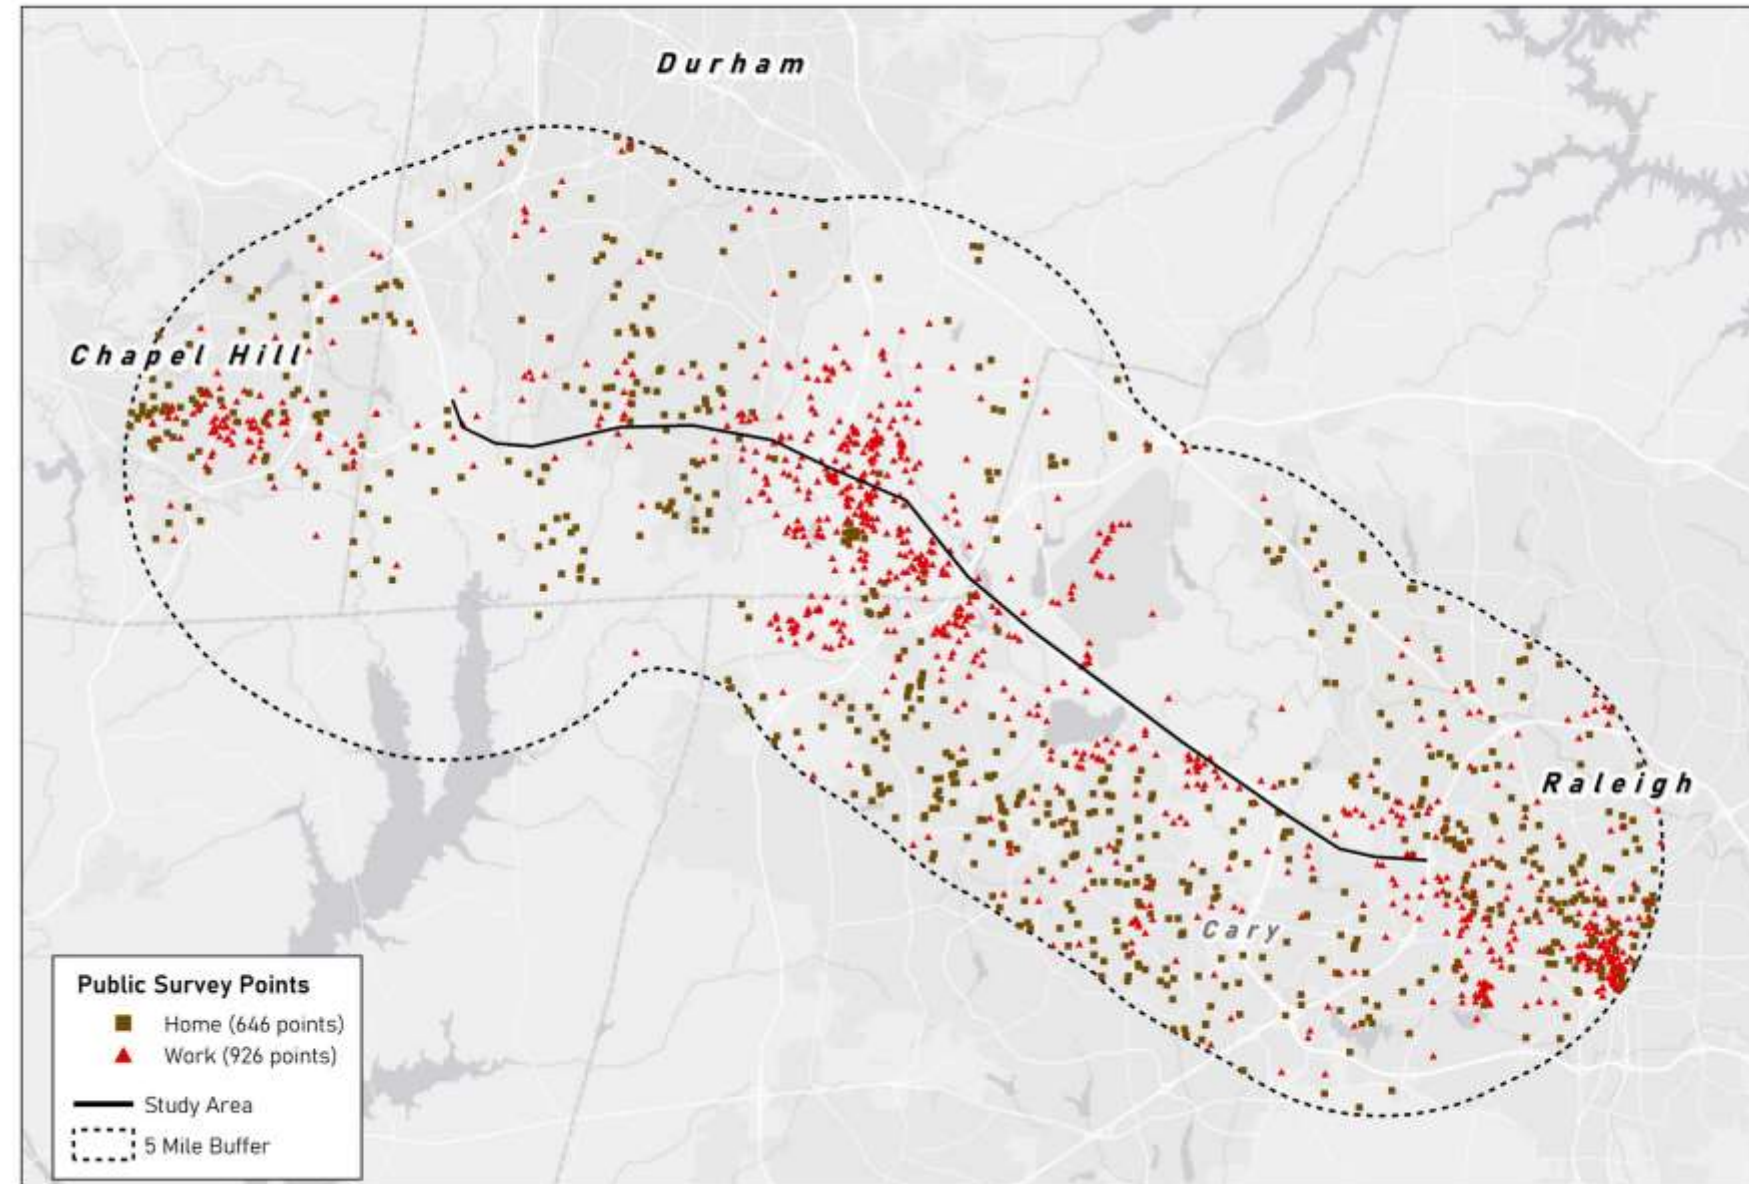 Durham
Chapel Hill
Raleigh
Cary
Public Survey Points
Home (646 points)
Work (926 points)
Study Area
5 Mile Buffer